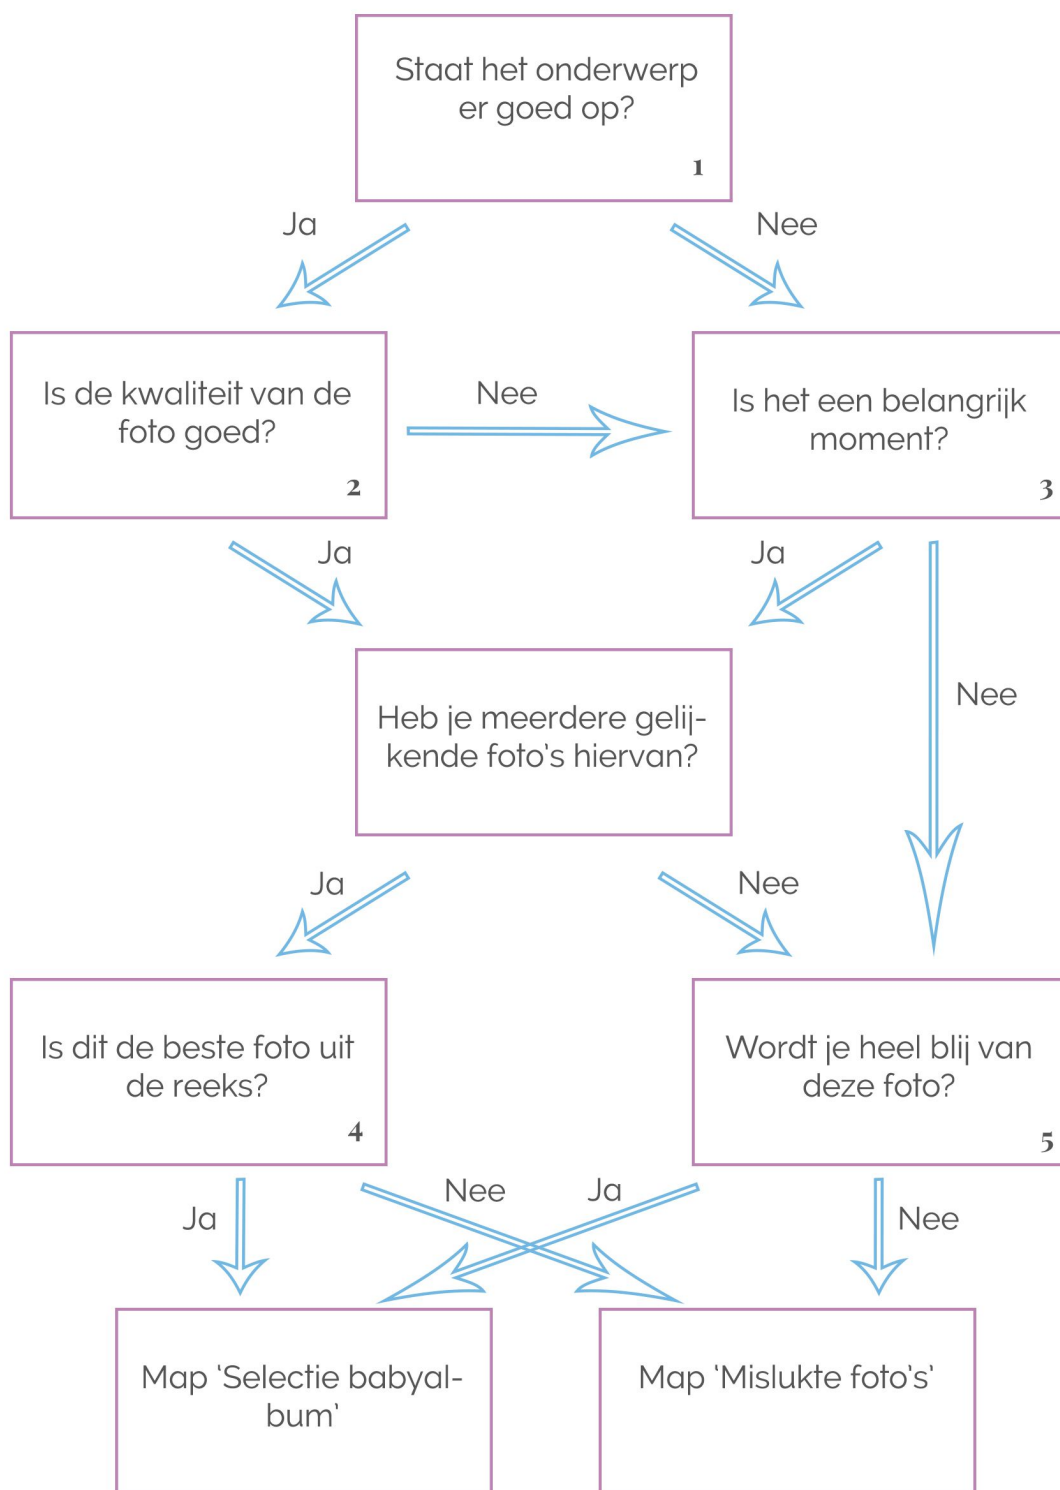 Staat het onderwerp
er goed op?
1
Ja
Nee
Is de kwaliteit van de
foto goed?
2
Nee
Is het een belangrijk
moment?
3
Ja
Ja
Nee
Heb je meerdere gelij-
kende foto's hiervan?
Ja
Nee
Is dit de beste foto uit
de reeks?
4
Wordt je heel blij van
deze foto?
5
Ja
Nee
Ja
Nee
Map ‘Selectie babyal-
bum’
Map ‘Mislukte foto's’